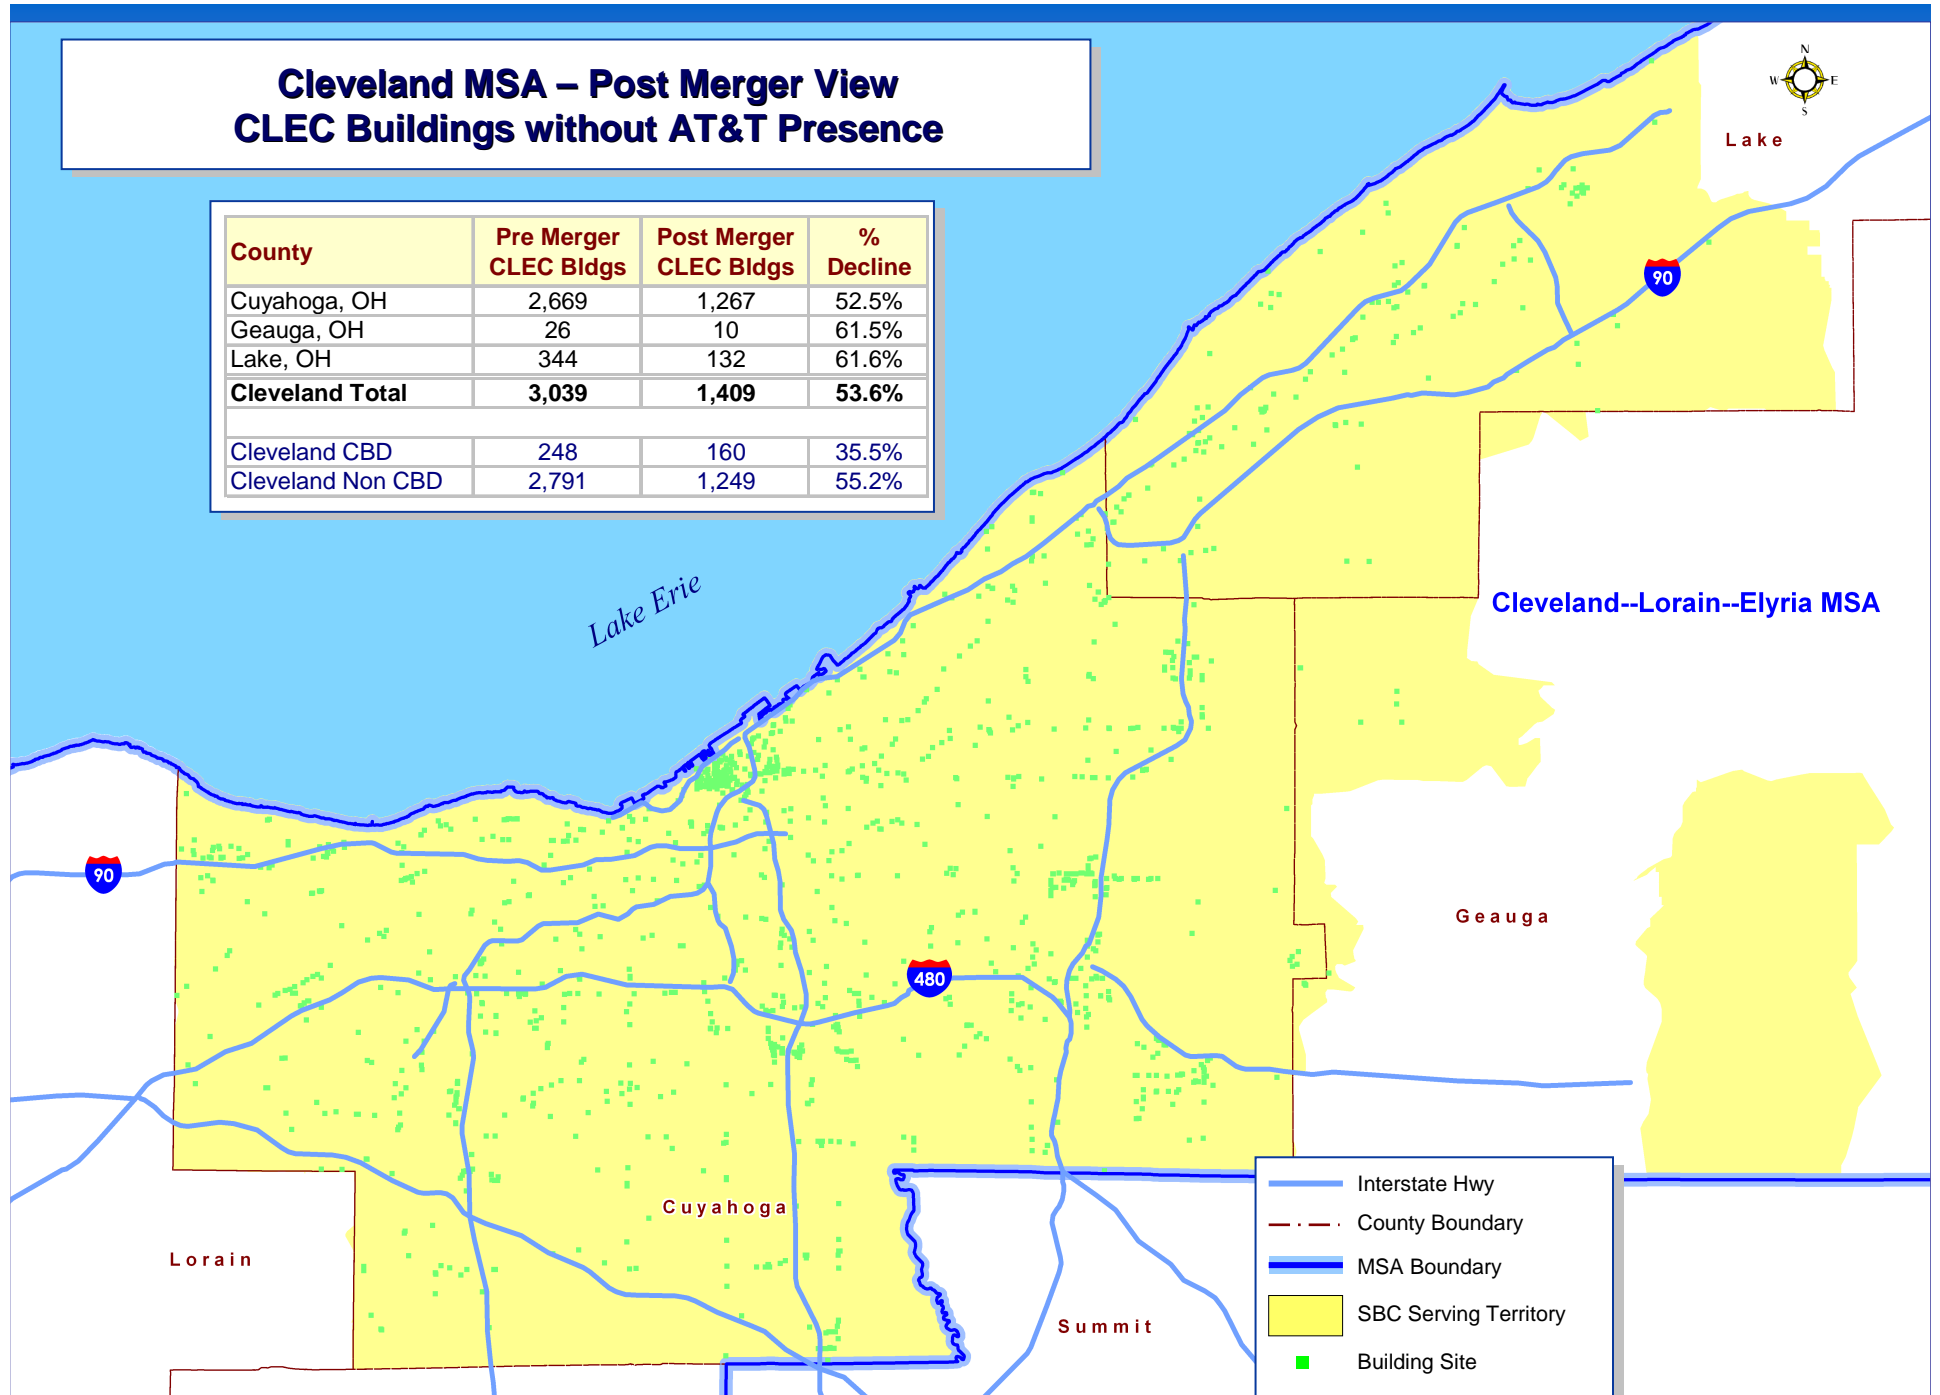 Cleveland MSA – Post Merger View
CLEC Buildings without AT&T Presence
County
Pre Merger CLEC Bldgs
Post Merger CLEC Bldgs
% Decline
Cuyahoga, OH 2,669 1,267 52.5%
Geauga, OH 26 10 61.5%
Lake, OH 344 132 61.6%
Cleveland Total 3,039 1,409 53.6%
Cleveland CBD 248 160 35.5%
Cleveland Non CBD 2,791 1,249 55.2%
N
W E
S
Lake
90
Lake Erie
Cleveland--Lorain--Elyria MSA
90
Geauga
480
Cuyahoga
Lorain
Summit
Interstate Hwy
County Boundary
MSA Boundary
SBC Serving Territory
Building Site